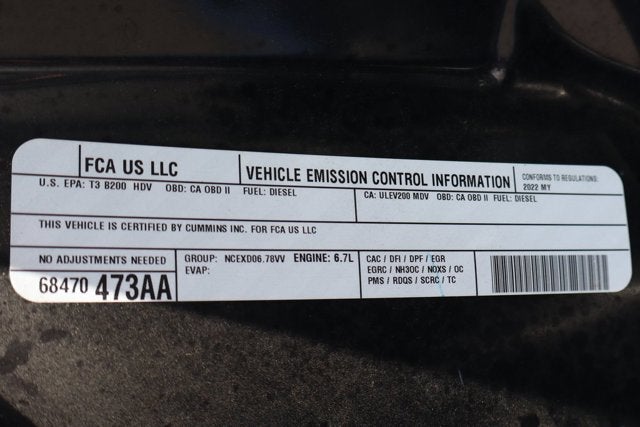 FCA US LLC
VEHICLE EMISSION CONTROL INFORMATION
CONFORMS TO REGULATIONS:
2022 MY
U.S. EPA: T3 B200 HDV OBD: CA OBD II FUEL: DIESEL
CA: ULEV200 MDV OBD: CA OBD II FUEL: DIESEL
THIS VEHICLE IS CERTIFIED BY CUMMINS INC. FOR FCA US LLC
NO ADJUSTMENTS NEEDED
68470 473AA
GROUP: NCEXD06.78VV ENGINE: 6.7L
EVAP:
CAC / DFI / DPF / EGR
EGRC / NH3OC / NOXS / OC
PMS / RDQS / SCRC / TC